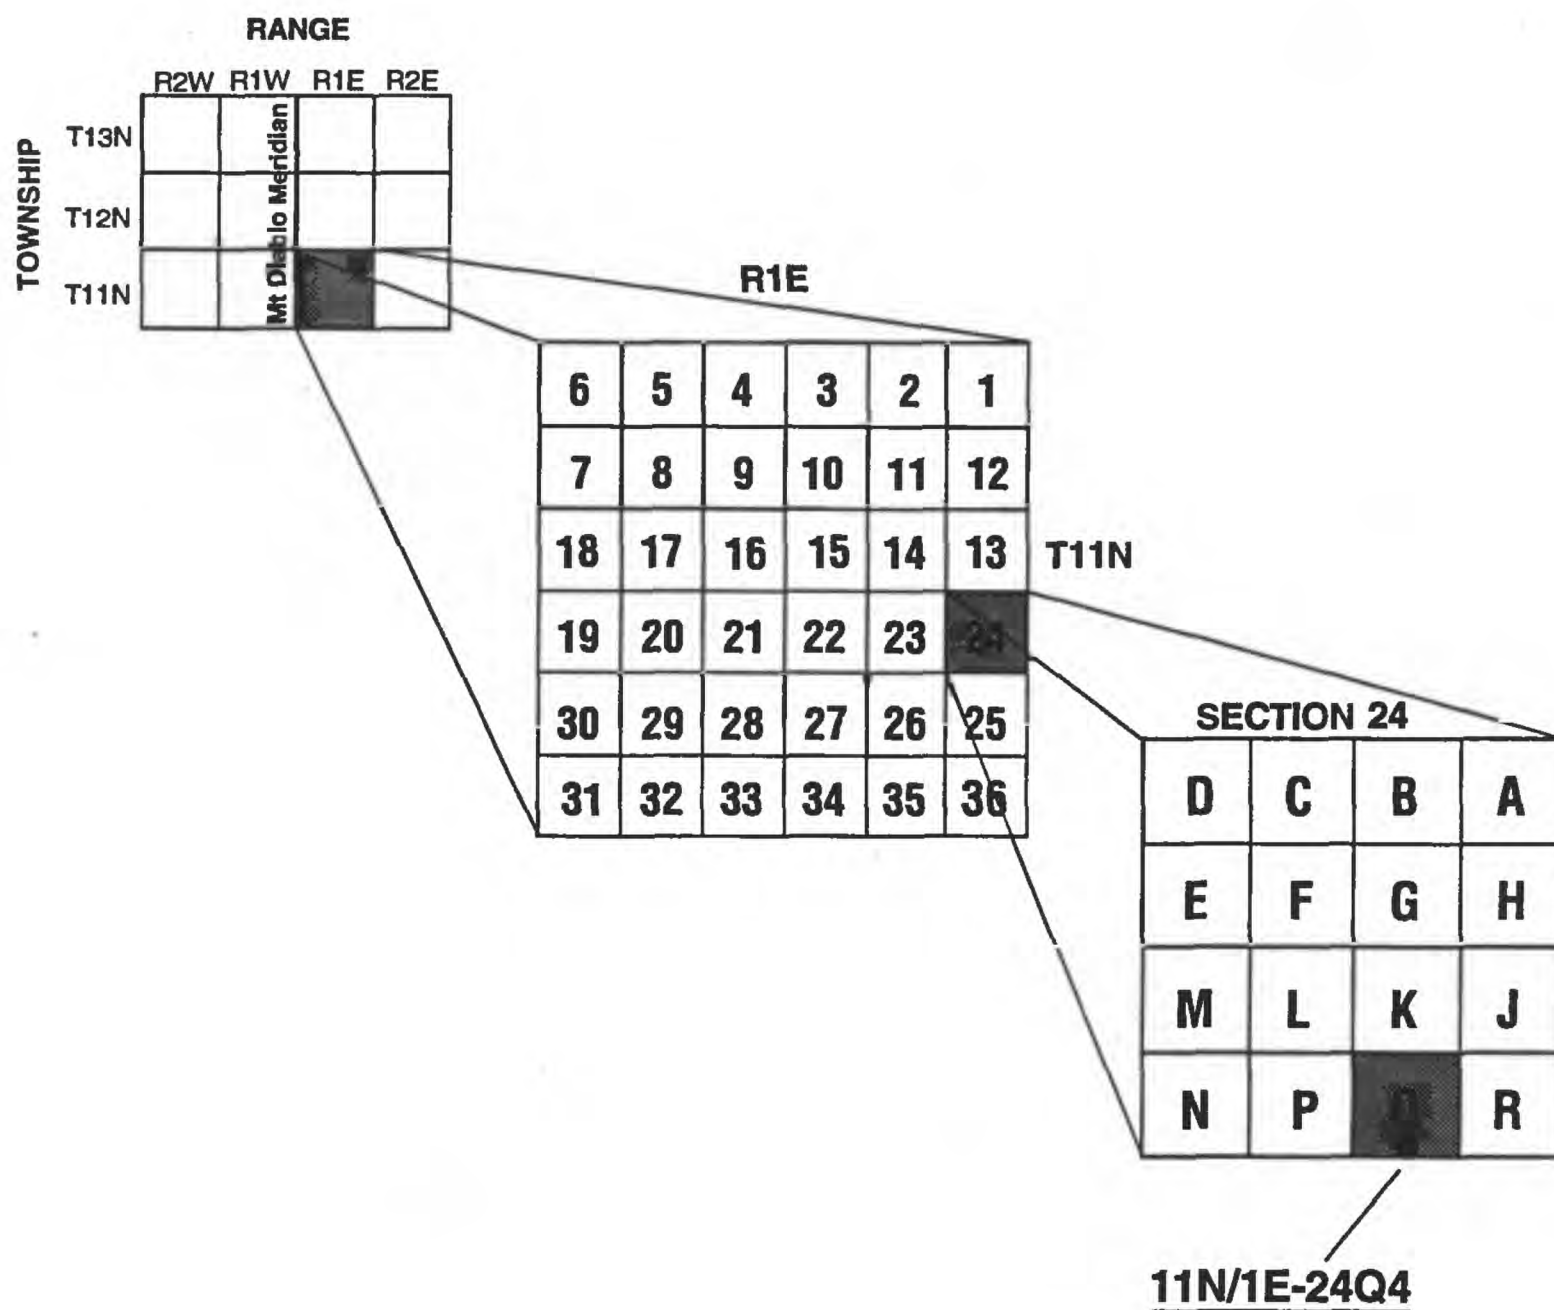 RANGE
R2W R1W R1E R2E
TOWNSHIP
T13N
T12N
T11N
Mt Diablo Meridian
R1E
6 5 4 3 2 1
7 8 9 10 11 12
18 17 16 15 14 13
T11N
19 20 21 22 23 24
30 29 28 27 26 25
31 32 33 34 35 36
SECTION 24
D C B A
E F G H
M L K J
N P R
11N/1E-24Q4